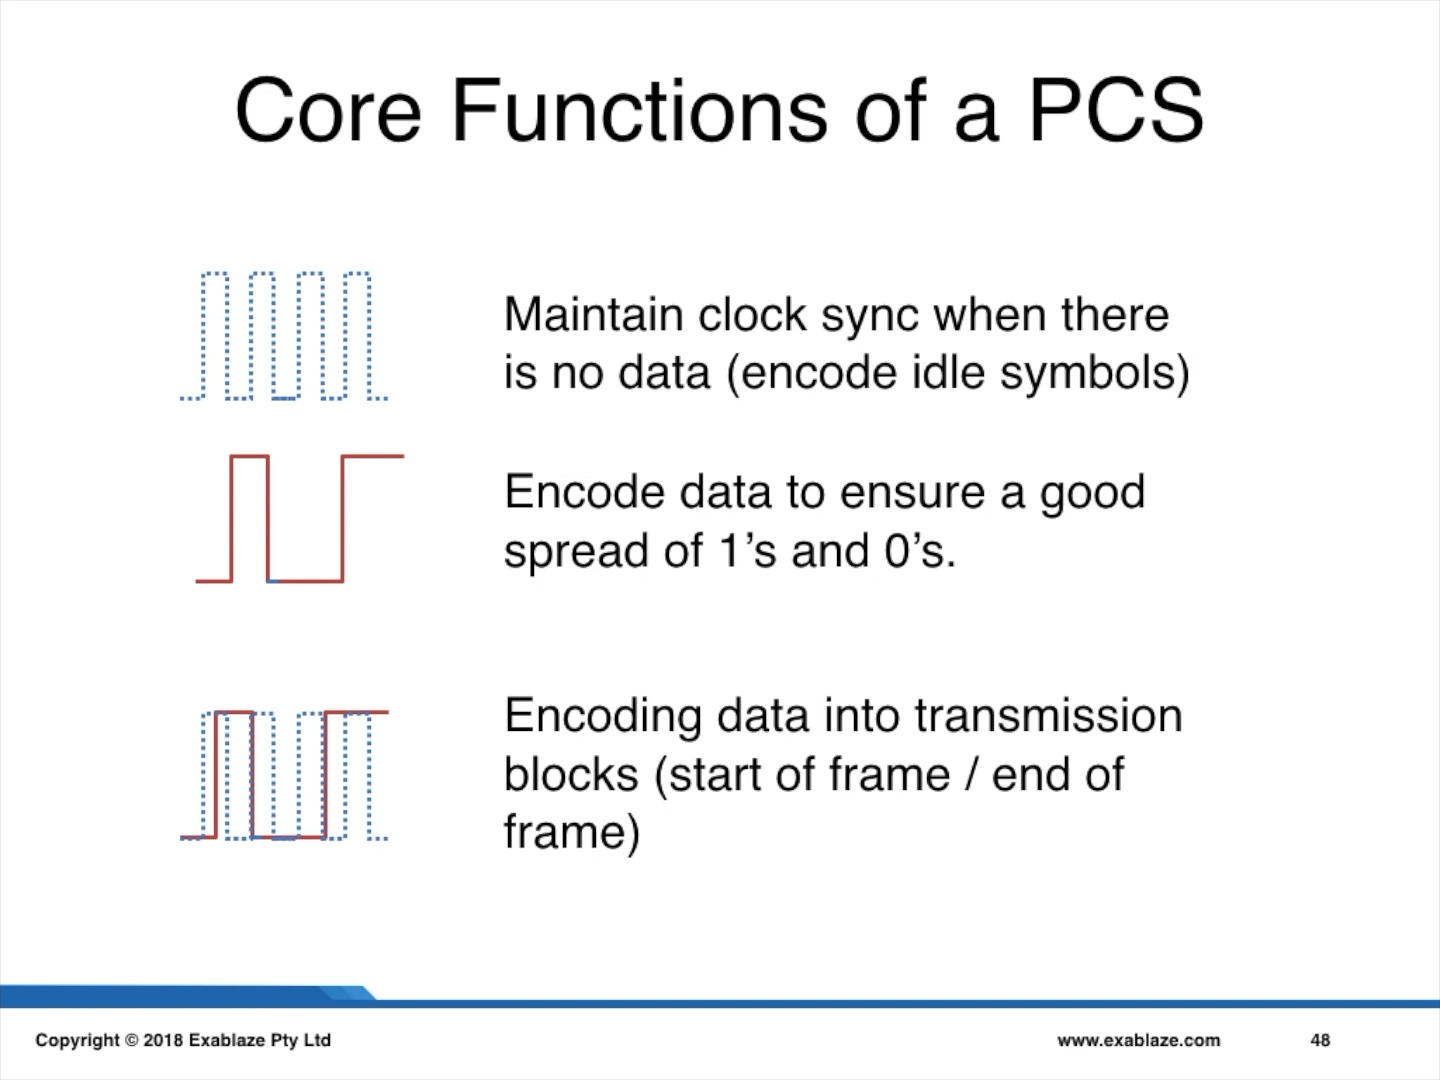 Core Functions of a PCS
Maintain clock sync when there
is no data (encode idle symbols)
Encode data to ensure a good
spread of 1’s and 0’s.
Encoding data into transmission
blocks (start of frame / end of
frame)
Copyright © 2018 Exablaze Pty Ltd
www.exablaze.com
48